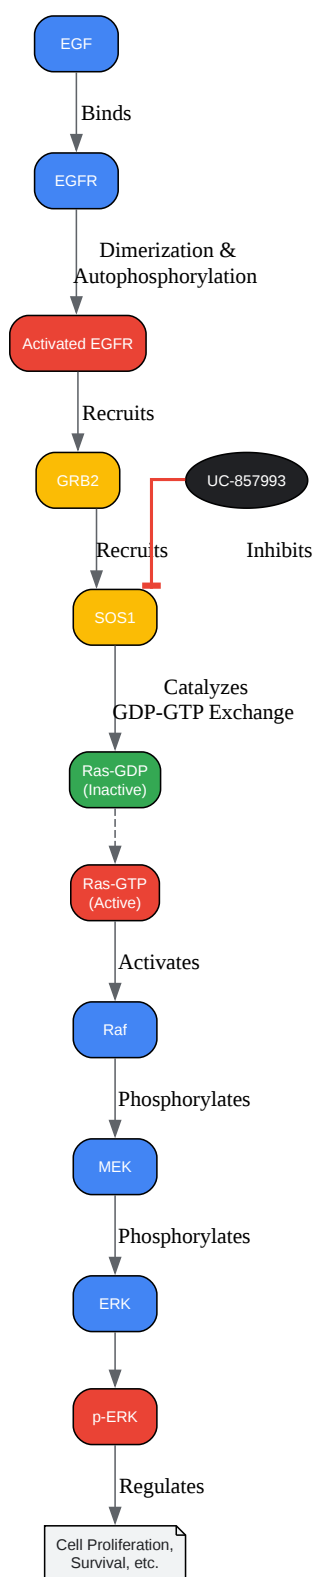 EGF
Binds
EGFR
Dimerization &
Autophosphorylation
Activated EGFR
Recruits
GRB2
UC-857993
Recruits
Inhibits
SOS1
Catalyzes
GDP-GTP Exchange
Ras-GDP
(Inactive)
Ras-GTP
(Active)
Activates
Raf
Phosphorylates
MEK
Phosphorylates
ERK
p-ERK
Regulates
Cell Proliferation,
Survival, etc.